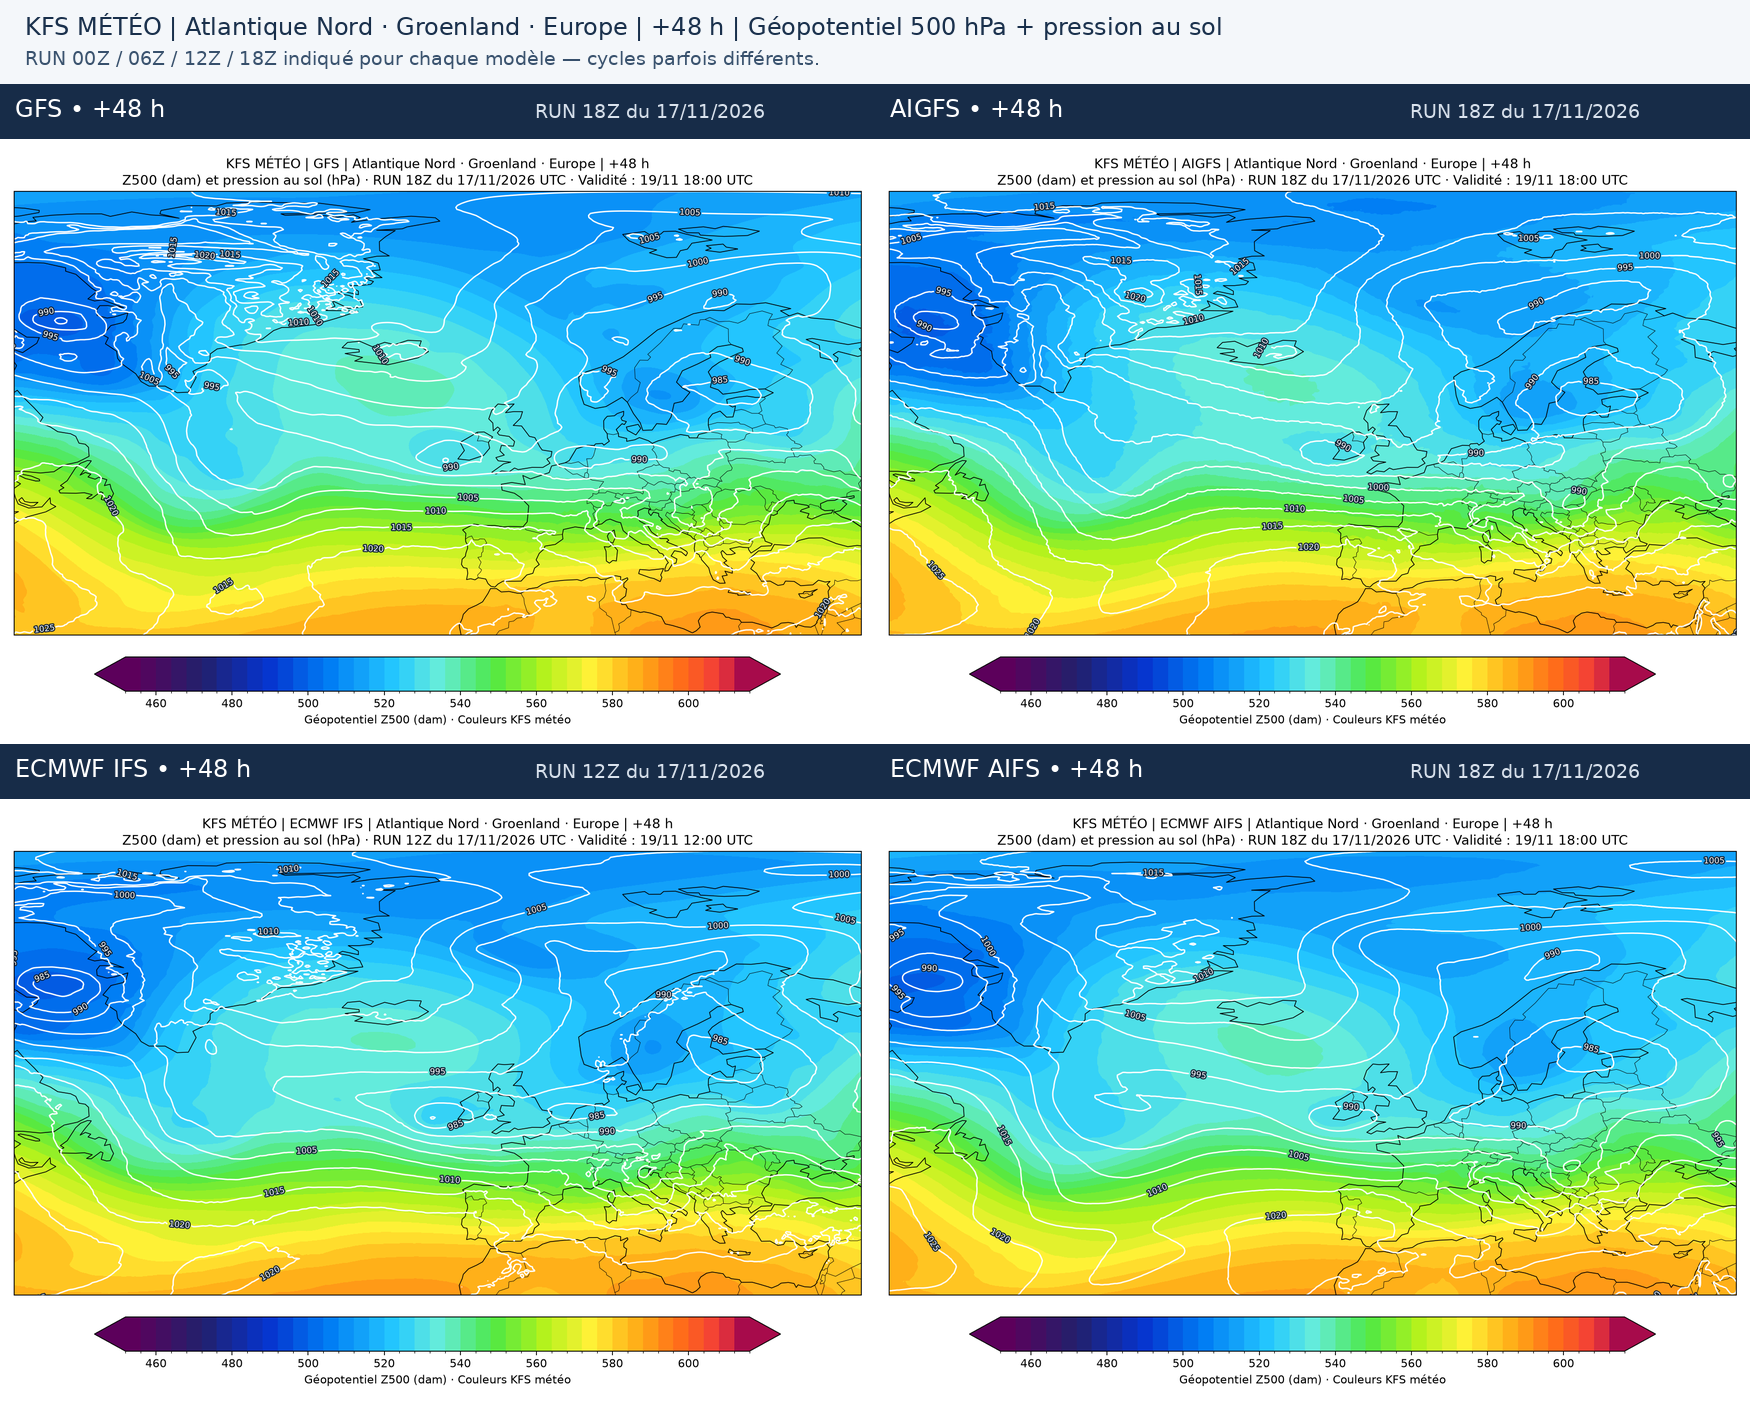 KFS MÉTÉO | Atlantique Nord · Groenland · Europe | +48 h | Géopotentiel 500 hPa + pression au sol
RUN 00Z / 06Z / 12Z / 18Z indiqué pour chaque modèle — cycles parfois différents.
GFS • +48 h
RUN 18Z du 17/11/2026
AIGFS • +48 h
RUN 18Z du 17/11/2026
KFS MÉTÉO | GFS | Atlantique Nord · Groenland · Europe | +48 h
Z500 (dam) et pression au sol (hPa) · RUN 18Z du 17/11/2026 UTC · Validité : 19/11 18:00 UTC
KFS MÉTÉO | AIGFS | Atlantique Nord · Groenland · Europe | +48 h
Z500 (dam) et pression au sol (hPa) · RUN 18Z du 17/11/2026 UTC · Validité : 19/11 18:00 UTC
460 480 500 520 540 560 580 600
Géopotentiel Z500 (dam) · Couleurs KFS météo
460 480 500 520 540 560 580 600
Géopotentiel Z500 (dam) · Couleurs KFS météo
ECMWF IFS • +48 h
RUN 12Z du 17/11/2026
ECMWF AIFS • +48 h
RUN 18Z du 17/11/2026
KFS MÉTÉO | ECMWF IFS | Atlantique Nord · Groenland · Europe | +48 h
Z500 (dam) et pression au sol (hPa) · RUN 12Z du 17/11/2026 UTC · Validité : 19/11 12:00 UTC
KFS MÉTÉO | ECMWF AIFS | Atlantique Nord · Groenland · Europe | +48 h
Z500 (dam) et pression au sol (hPa) · RUN 18Z du 17/11/2026 UTC · Validité : 19/11 18:00 UTC
460 480 500 520 540 560 580 600
Géopotentiel Z500 (dam) · Couleurs KFS météo
460 480 500 520 540 560 580 600
Géopotentiel Z500 (dam) · Couleurs KFS météo